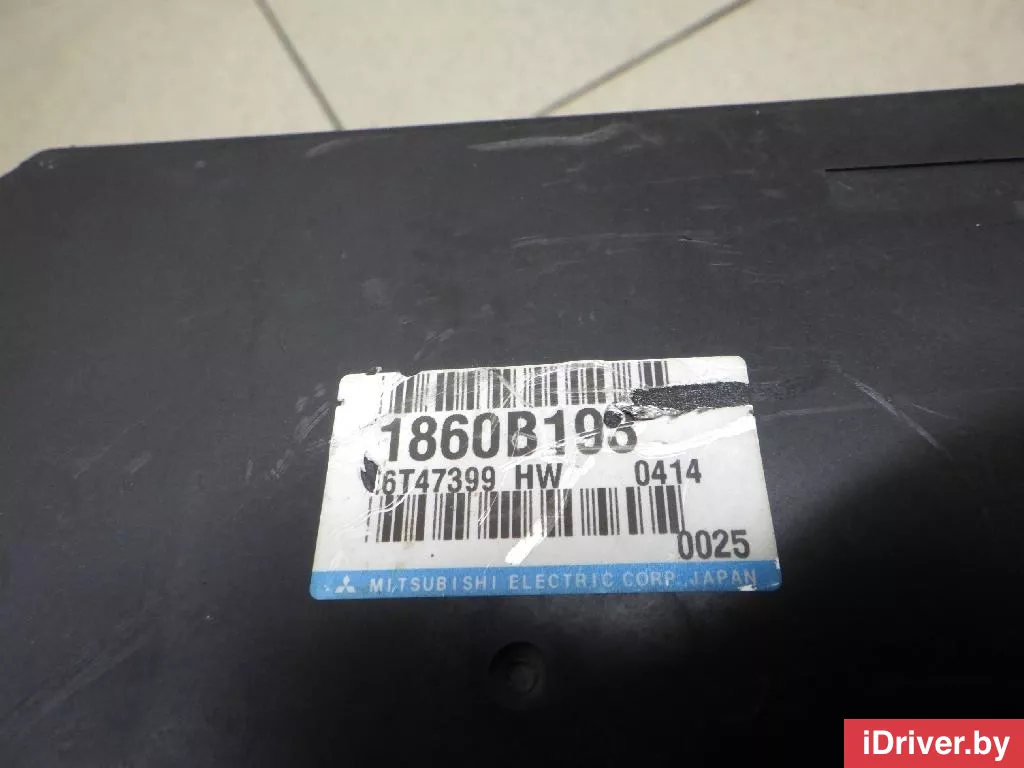 1860B193
6T47399 HW 0414
0025
MITSUBISHI ELECTRIC CORP. JAPAN
iDriver.by